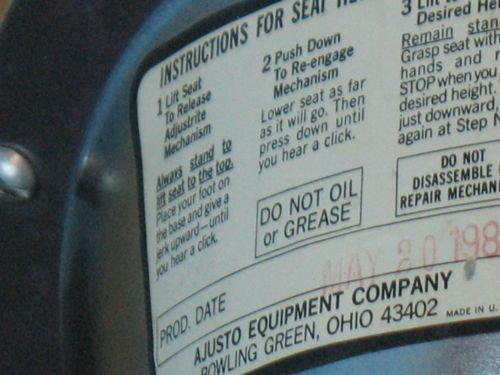 INSTRUCTIONS FOR SEAT
1 Lift Seat
To Release
Adjustrite
Mechanism
Always stand to
lift seat to the top.
Place your foot on
the base and give a
jerk upward—until
you hear a click.
2 Push Down
To Re-engage
Mechanism
Lower seat as far
as it will go. Then
press down until
you hear a click.
DO NOT OIL
or GREASE
3 Lift
Desired
Remain stan
Grasp seat with
hands and
STOP when you
desired height.
just downward.
again at Step N
DO NOT
DISASSEMBLE
REPAIR MECHAN
PROD. DATE
MAY 20 198
AJUSTO EQUIPMENT COMPANY
BOWLING GREEN, OHIO 43402
MADE IN U.